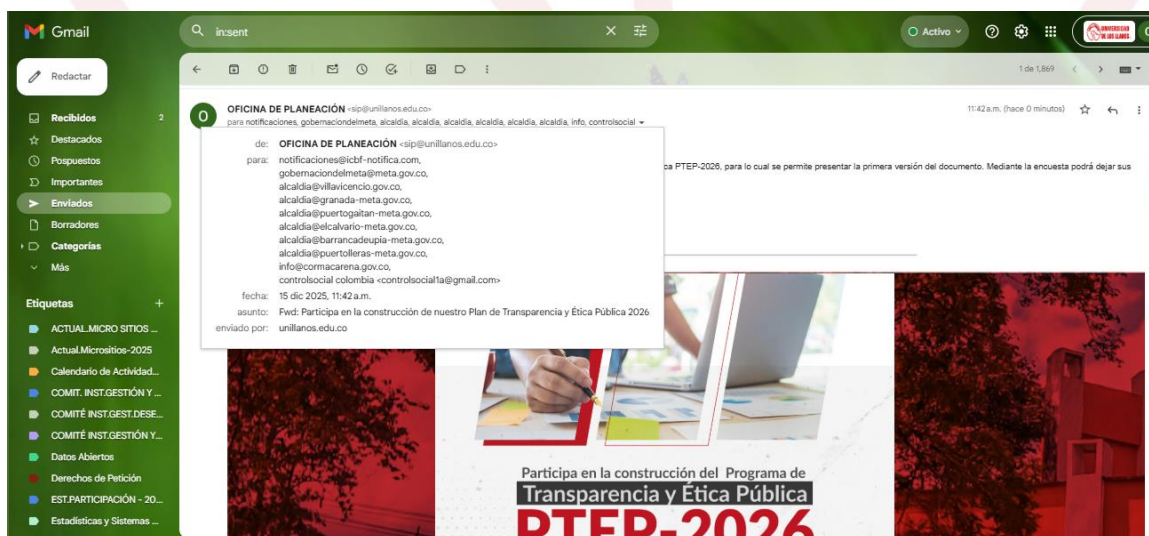 Gmail
in:sent
Activo
UNIVERSIDAD
DE LOS LLANOS
Redactar
1 de 1,869
Recibidos 2
Destacados
Pospuestos
Importantes
Enviados
Borradores
Categorías
Más
Etiquetas
ACTUAL.MICRO SITIOS ...
Actual.Micrositios-2025
Calendario de Actividad...
COMIT. INST.GESTIÓN Y ...
COMITÉ INST.GEST.DESE...
COMITÉ INST.GESTIÓN Y...
Datos Abiertos
Derechos de Petición
EST.PARTICIPACIÓN - 20...
Estadísticas y Sistemas ...
O
OFICINA DE PLANEACIÓN <sip@unillanos.edu.co>
11:42 a.m. (hace 0 minutos)
para notificaciones, gobernaciondelmeta, alcaldia, alcaldia, alcaldia, alcaldia, alcaldia, alcaldia, info, controlsocial
de: OFICINA DE PLANEACIÓN <sip@unillanos.edu.co>
para: notificaciones@icbf-notifica.com,
gobernaciondelmeta@meta.gov.co,
alcaldia@villavicencio.gov.co,
alcaldia@granada-meta.gov.co,
alcaldia@puertogaitan-meta.gov.co,
alcaldia@elcalvario-meta.gov.co,
alcaldia@barrancadeupia-meta.gov.co,
alcaldia@puertolleras-meta.gov.co,
info@cormacarena.gov.co,
controlsocial colombia <controlsocial1a@gmail.com>
fecha: 15 dic 2025, 11:42 a.m.
asunto: Fwd: Participa en la construcción de nuestro Plan de Transparencia y Ética Pública 2026
enviado por: unillanos.edu.co
ca PTEP-2026, para lo cual se permite presentar la primera versión del documento. Mediante la encuesta podrá dejar sus
Participa en la construcción del Programa de
Transparencia y Ética Pública
PTEP-2026